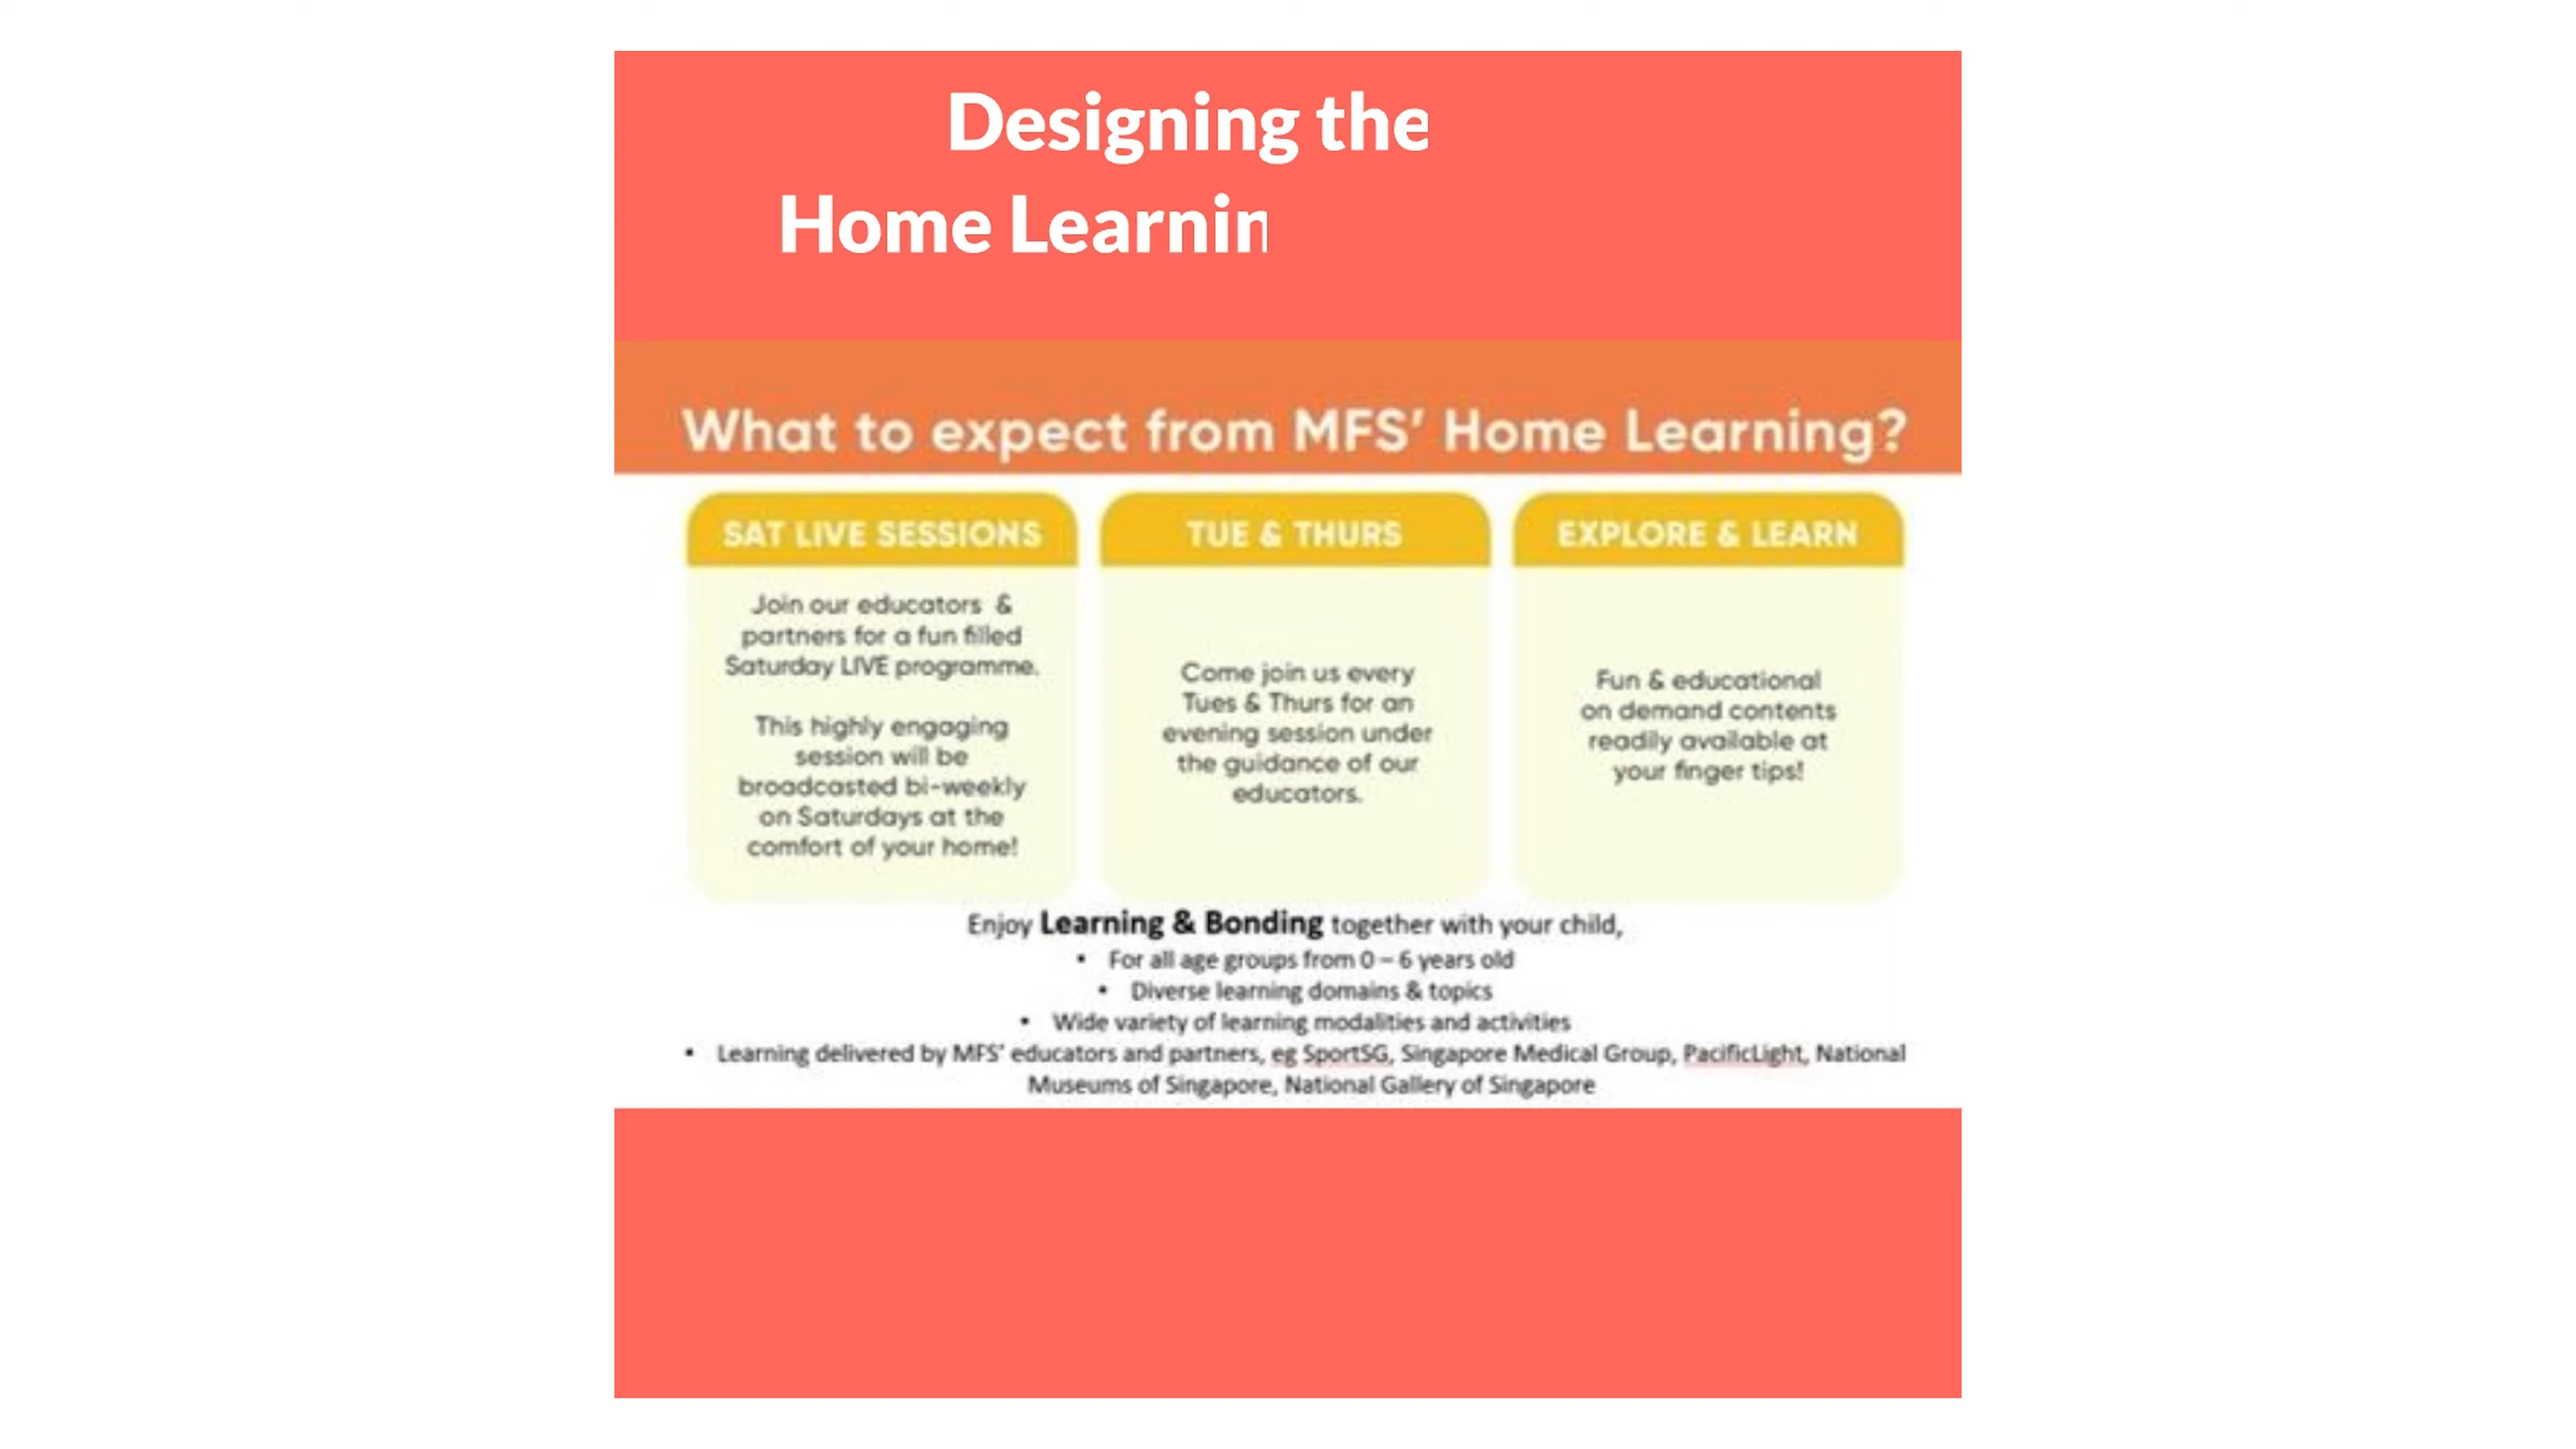 Designing the
Home Learnin
What to expect from MFS' Home Learning?
SAT LIVE SESSIONS
Join our educators & 
partners for a fun filled
Saturday LIVE programme.
This highly engaging
session will be
broadcasted bi-weekly
on Saturdays at the
comfort of your home!
TUE & THURS
Come join us every
Tues & Thurs for an
evening session under
the guidance of our
educators.
EXPLORE & LEARN
Fun & educational
on demand contents
readily available at
your finger tips!
Enjoy Learning & Bonding together with your child,
• For all age groups from 0 – 6 years old
• Diverse learning domains & topics
• Wide variety of learning modalities and activities
• Learning delivered by MFS' educators and partners, eg SportSG, Singapore Medical Group, PacificLight, National
Museums of Singapore, National Gallery of Singapore